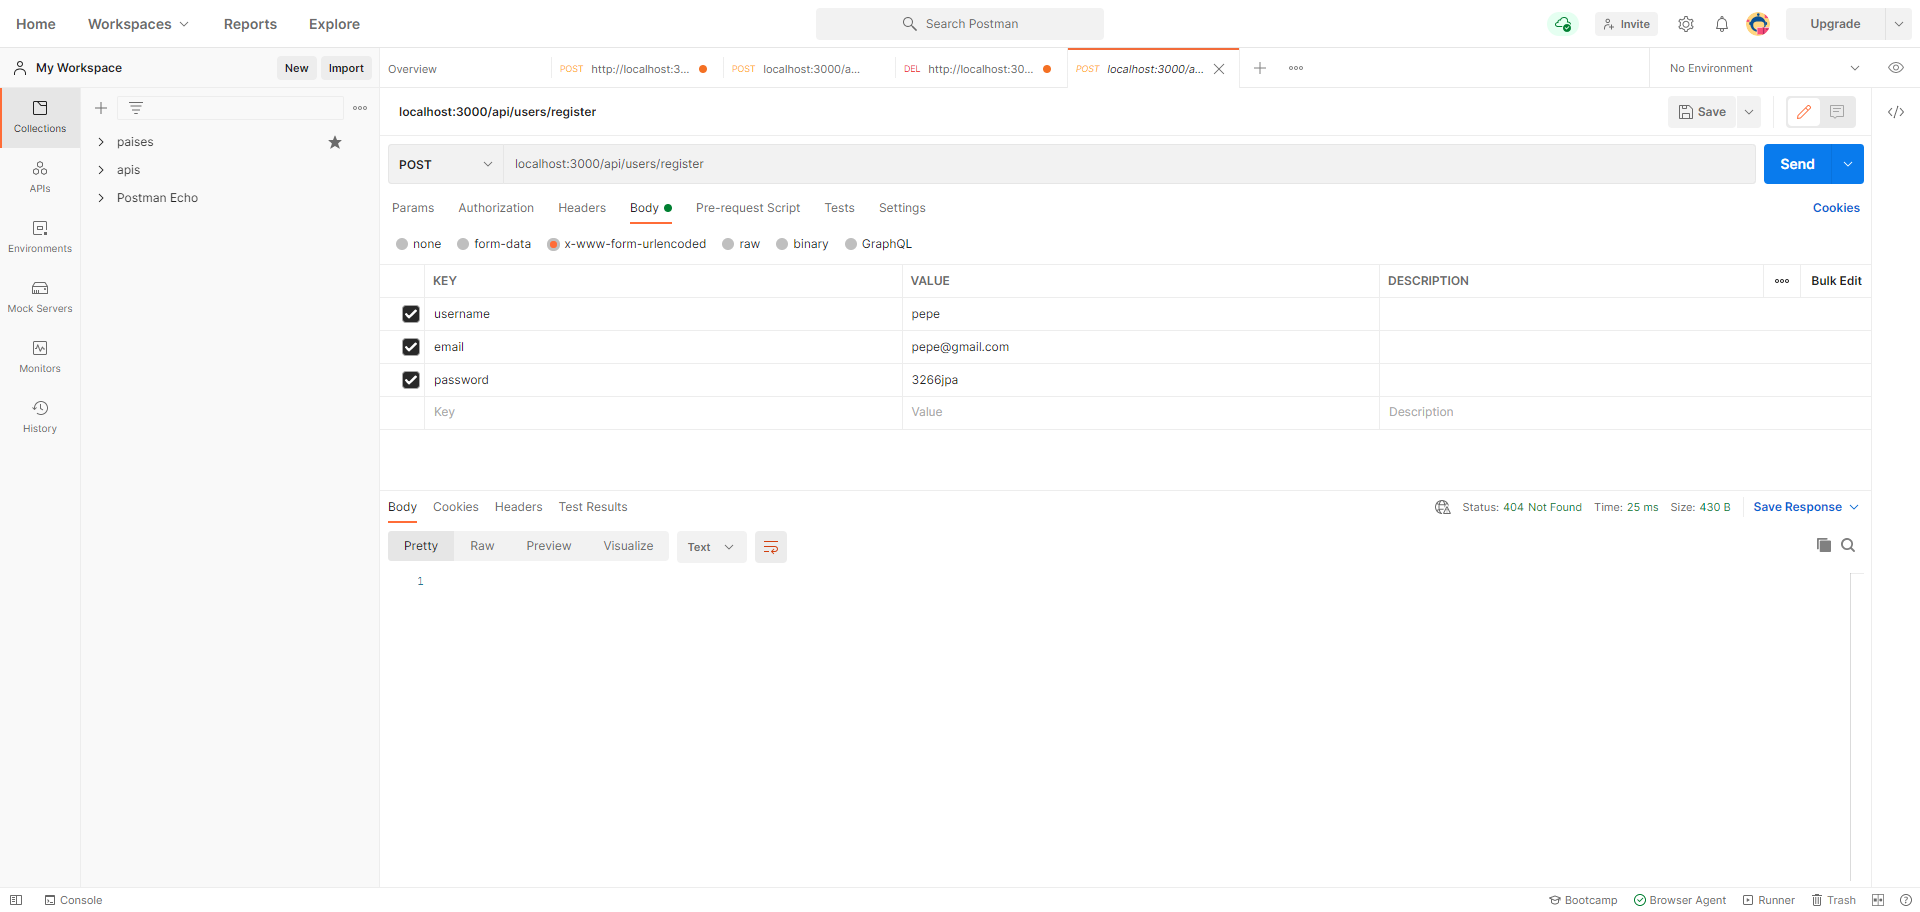 Home Workspaces Reports Explore Search Postman Invite Upgrade
My Workspace New Import Overview POST http://localhost:3... POST localhost:3000/a... DEL http://localhost:30... POST localhost:3000/a... No Environment
Collections
APIs
Environments
Mock Servers
Monitors
History
paises
apis
Postman Echo
localhost:3000/api/users/register Save
POST localhost:3000/api/users/register Send
Params Authorization Headers Body Pre-request Script Tests Settings Cookies
none form-data x-www-form-urlencoded raw binary GraphQL
KEY VALUE DESCRIPTION Bulk Edit
username pepe
email pepe@gmail.com
password 3266jpa
Key Value Description
Body Cookies Headers Test Results Status: 404 Not Found Time: 25 ms Size: 430 B Save Response
Pretty Raw Preview Visualize Text
1
Console Bootcamp Browser Agent Runner Trash